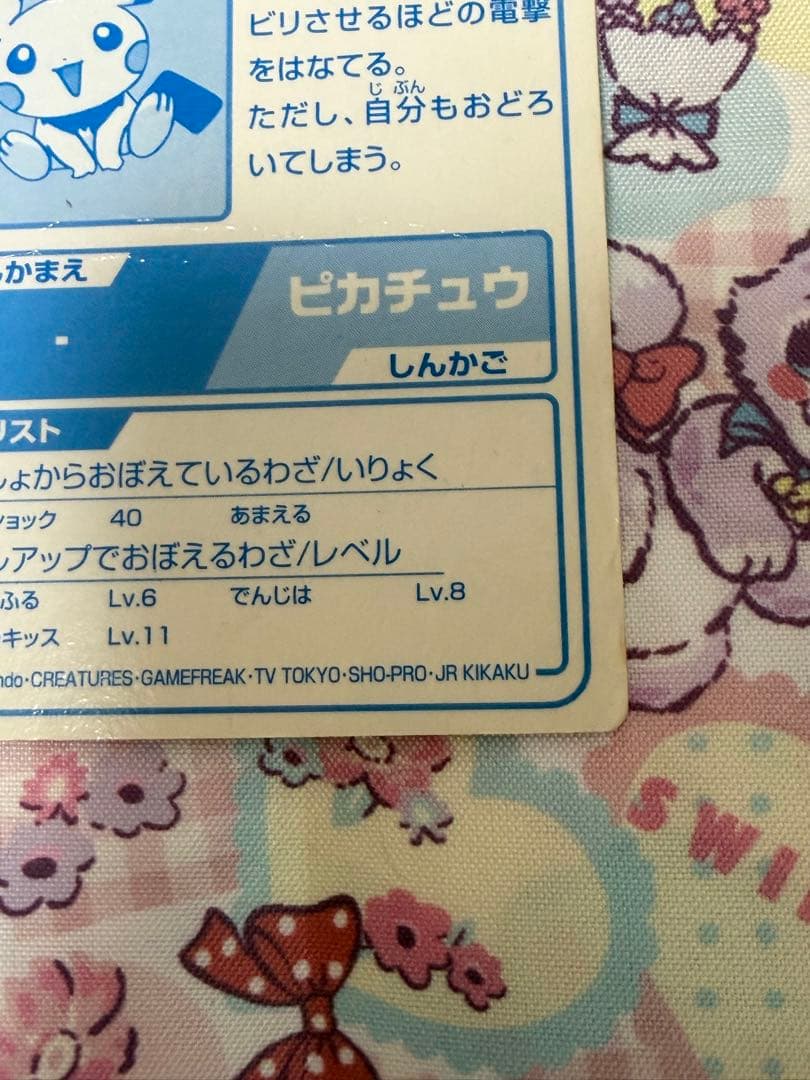 ビリさせるほどの電撃
をはなてる。
ただし、自分もおどろ
いてしまう。
かまえ
ピカチュウ
-
しんかご
リスト
しょからおぼえているわざ/いりょく
ョック 40 あまえる
ルアップでおぼえるわざ/レベル
ふる Lv.6 でんじは Lv.8
キッス Lv.11
ndo・CREATURES・GAMEFREAK・TV TOKYO・SHO-PRO・JR KIKAKU
SWI